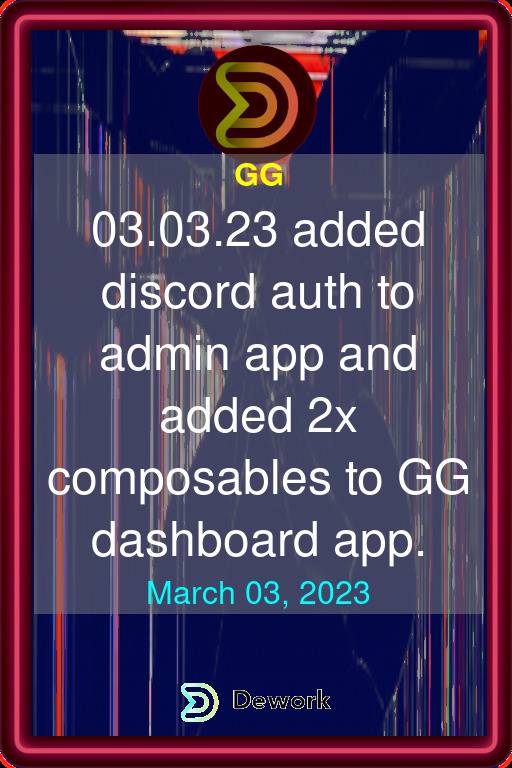 GG
03.03.23 added
discord auth to
admin app and
added 2x
composables to GG
dashboard app.
March 03, 2023
Dework